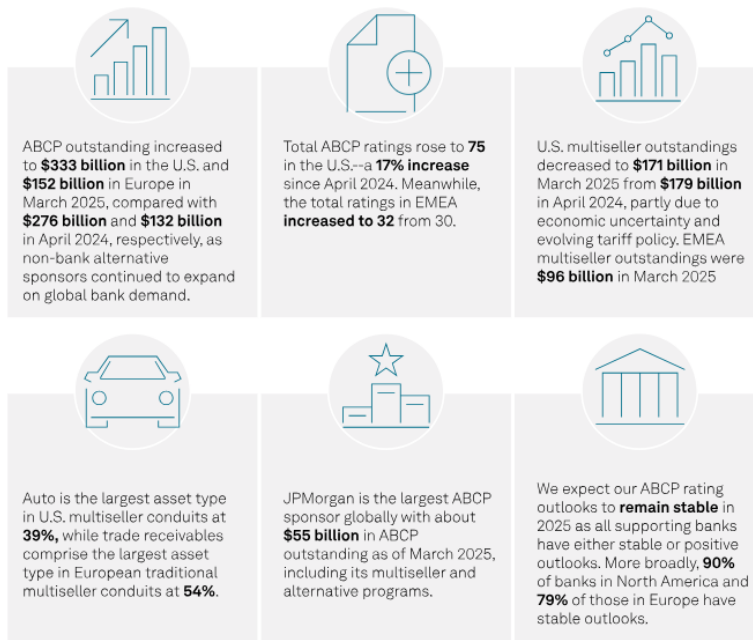 ABCP outstanding increased
to $333 billion in the U.S. and
$152 billion in Europe in
March 2025, compared with
$276 billion and $132 billion
in April 2024, respectively, as
non-bank alternative
sponsors continued to expand
on global bank demand.
Total ABCP ratings rose to 75
in the U.S.--a 17% increase
since April 2024. Meanwhile,
the total ratings in EMEA
increased to 32 from 30.
U.S. multiseller outstandings
decreased to $171 billion in
March 2025 from $179 billion
in April 2024, partly due to
economic uncertainty and
evolving tariff policy. EMEA
multiseller outstandings were
$96 billion in March 2025
Auto is the largest asset type
in U.S. multiseller conduits at
39%, while trade receivables
comprise the largest asset
type in European traditional
multiseller conduits at 54%.
JPMorgan is the largest ABCP
sponsor globally with about
$55 billion in ABCP
outstanding as of March 2025,
including its multiseller and
alternative programs.
We expect our ABCP rating
outlooks to remain stable in
2025 as all supporting banks
have either stable or positive
outlooks. More broadly, 90%
of banks in North America and
79% of those in Europe have
stable outlooks.